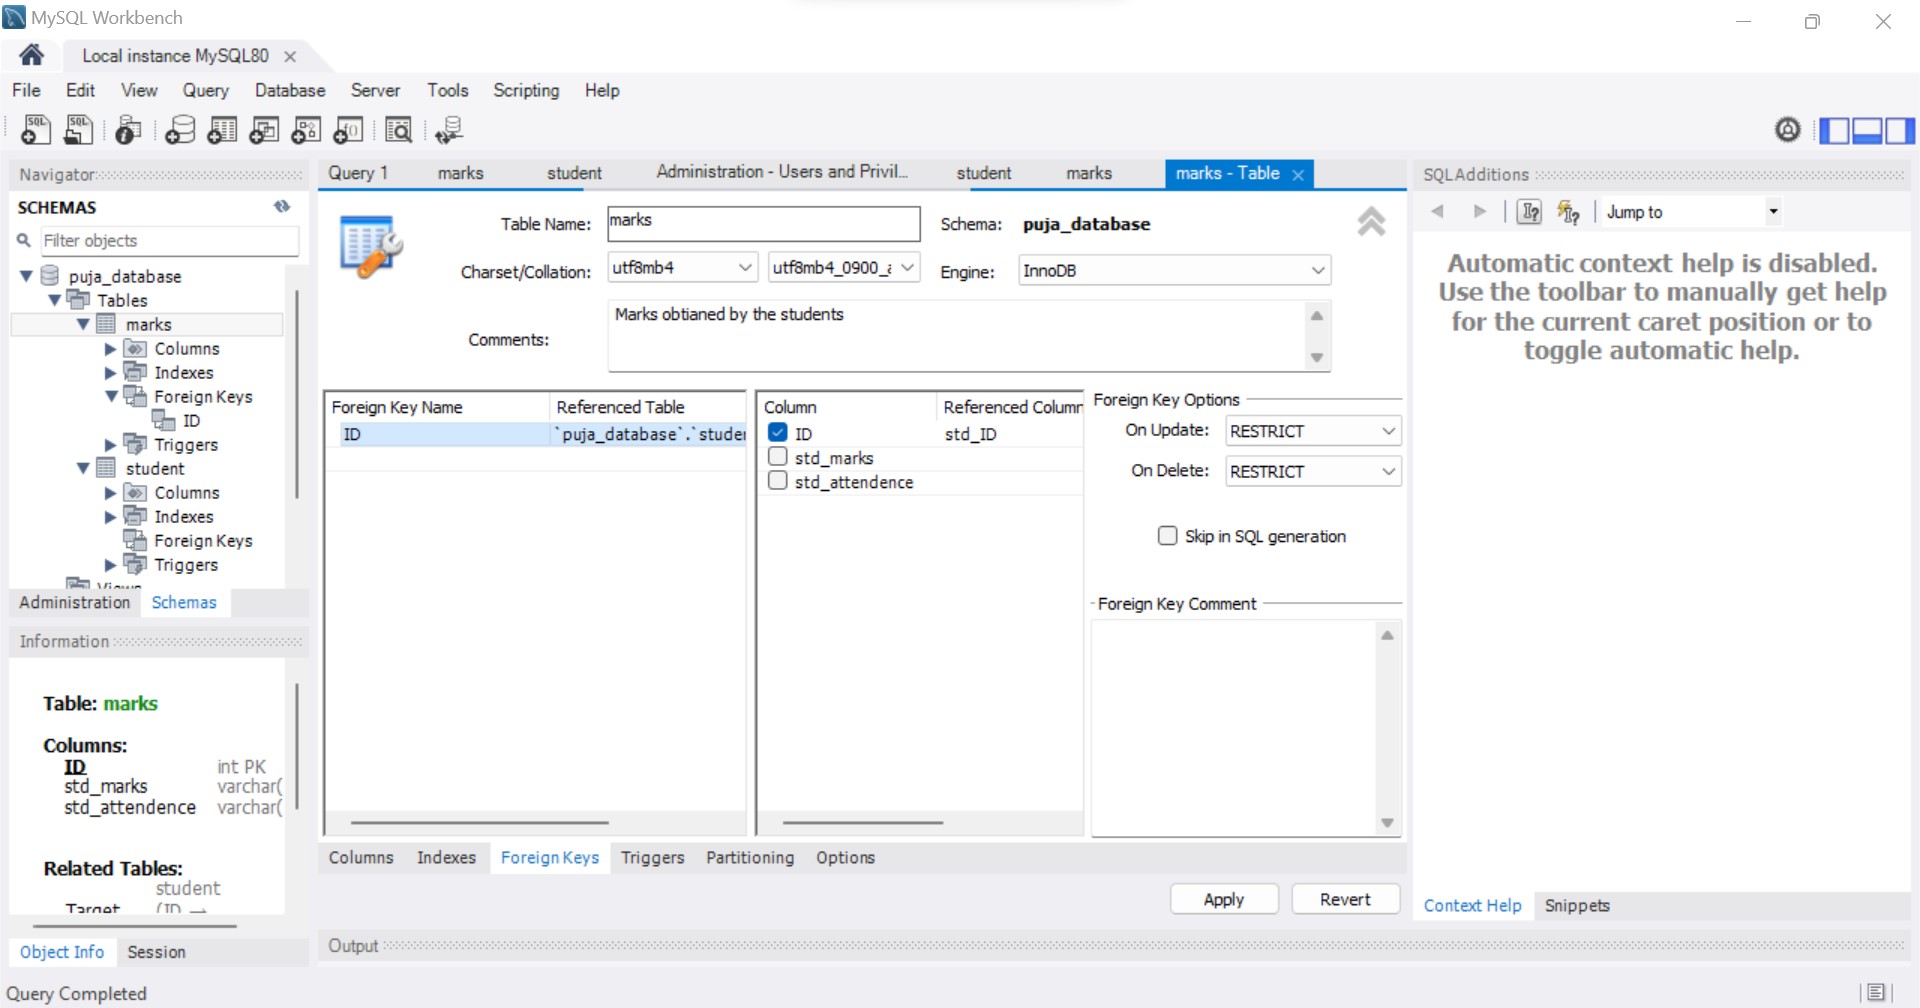 MySQL Workbench
Local instance MySQL80
File Edit View Query Database Server Tools Scripting Help
Navigator
SCHEMAS
Filter objects
puja_database
Tables
marks
Columns
Indexes
Foreign Keys
ID
Triggers
student
Columns
Indexes
Foreign Keys
Triggers
Views
Administration Schemas
Information
Table: marks
Columns:
ID int PK
std_marks varchar(
std_attendence varchar(
Related Tables:
student
Target (ID →
Object Info Session
Query 1 marks student Administration - Users and Privil... student marks marks - Table
Table Name: marks Schema: puja_database
Charset/Collation: utf8mb4 utf8mb4_0900_a Engine: InnoDB
Comments: Marks obtianed by the students
Foreign Key Name Referenced Table
ID `puja_database`.`studer
Column Referenced Column
ID std_ID
std_marks
std_attendence
Foreign Key Options
On Update: RESTRICT
On Delete: RESTRICT
Skip in SQL generation
Foreign Key Comment
Columns Indexes Foreign Keys Triggers Partitioning Options
Apply Revert
Output
SQLAdditions
Jump to
Automatic context help is disabled.
Use the toolbar to manually get help
for the current caret position or to
toggle automatic help.
Context Help Snippets
Query Completed